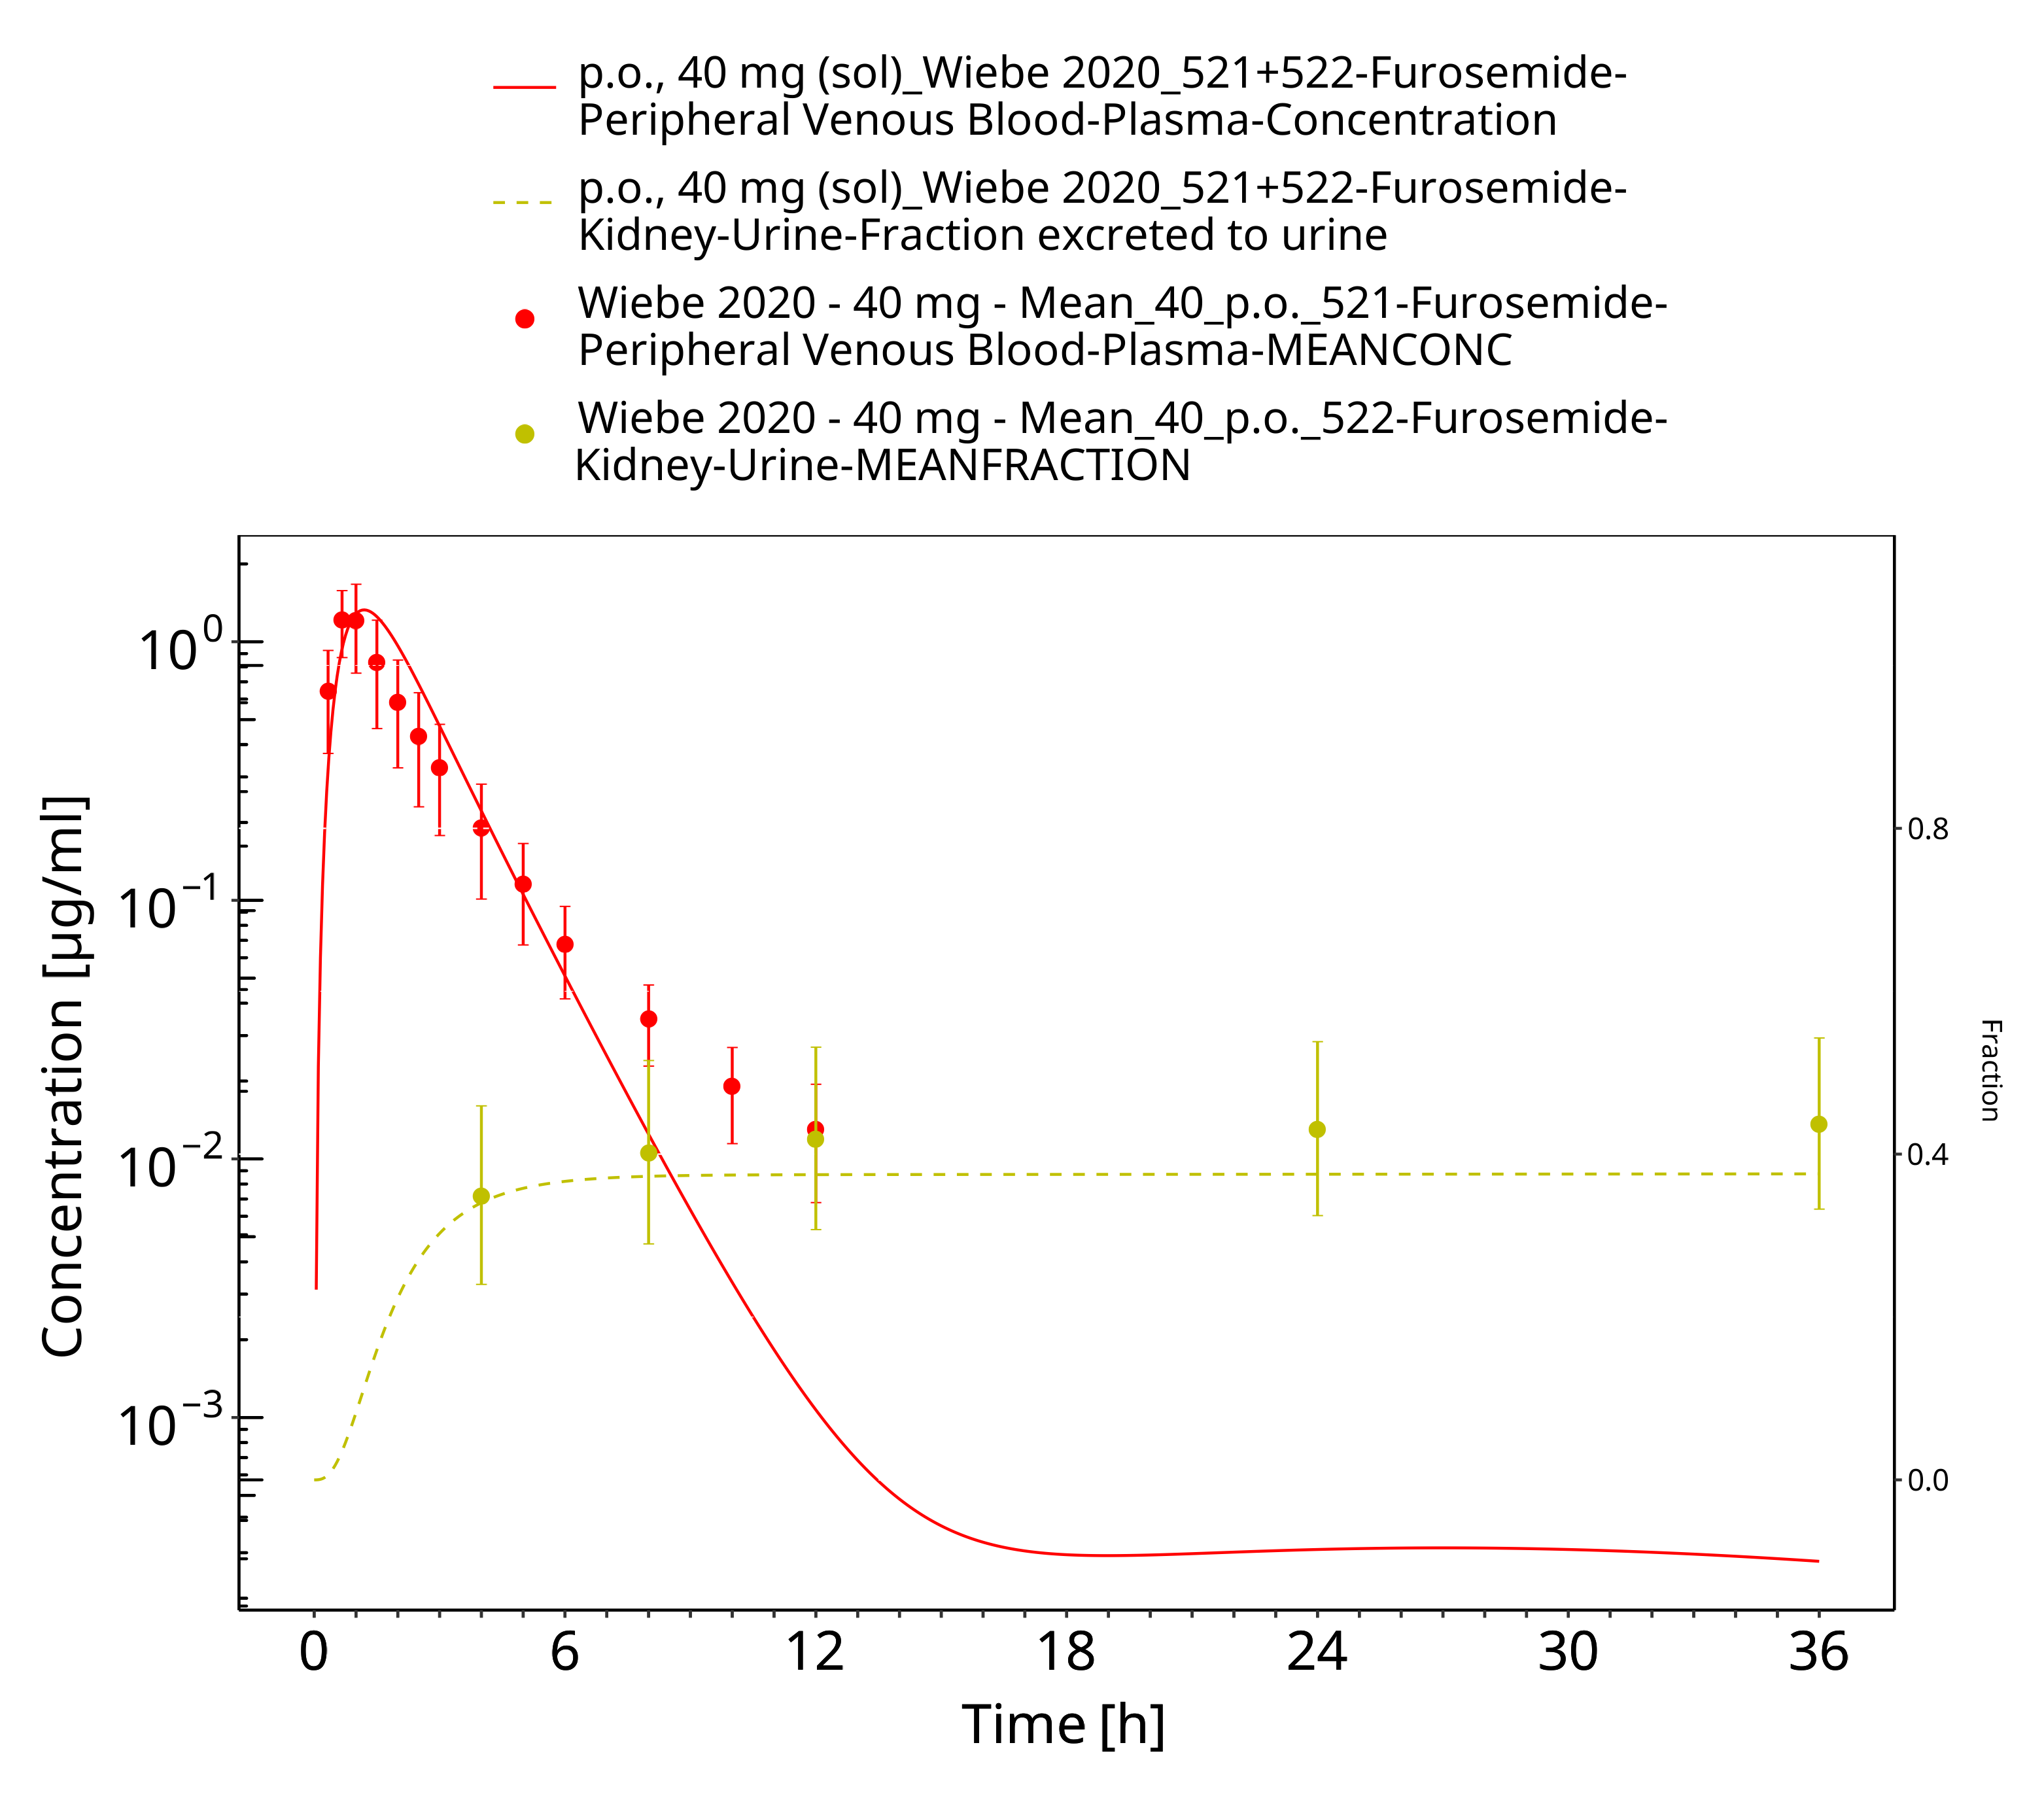 p.o., 40 mg (sol)_Wiebe 2020_521+522-Furosemide-
Peripheral Venous Blood-Plasma-Concentration
p.o., 40 mg (sol)_Wiebe 2020_521+522-Furosemide-
Kidney-Urine-Fraction excreted to urine
Wiebe 2020 - 40 mg - Mean_40_p.o._521-Furosemide-
Peripheral Venous Blood-Plasma-MEANCONC
Wiebe 2020 - 40 mg - Mean_40_p.o._522-Furosemide-
Kidney-Urine-MEANFRACTION
10⁰
10⁻¹
10⁻²
10⁻³
Concentration [µg/ml]
0.8
0.4
0.0
Fraction
0 6 12 18 24 30 36
Time [h]